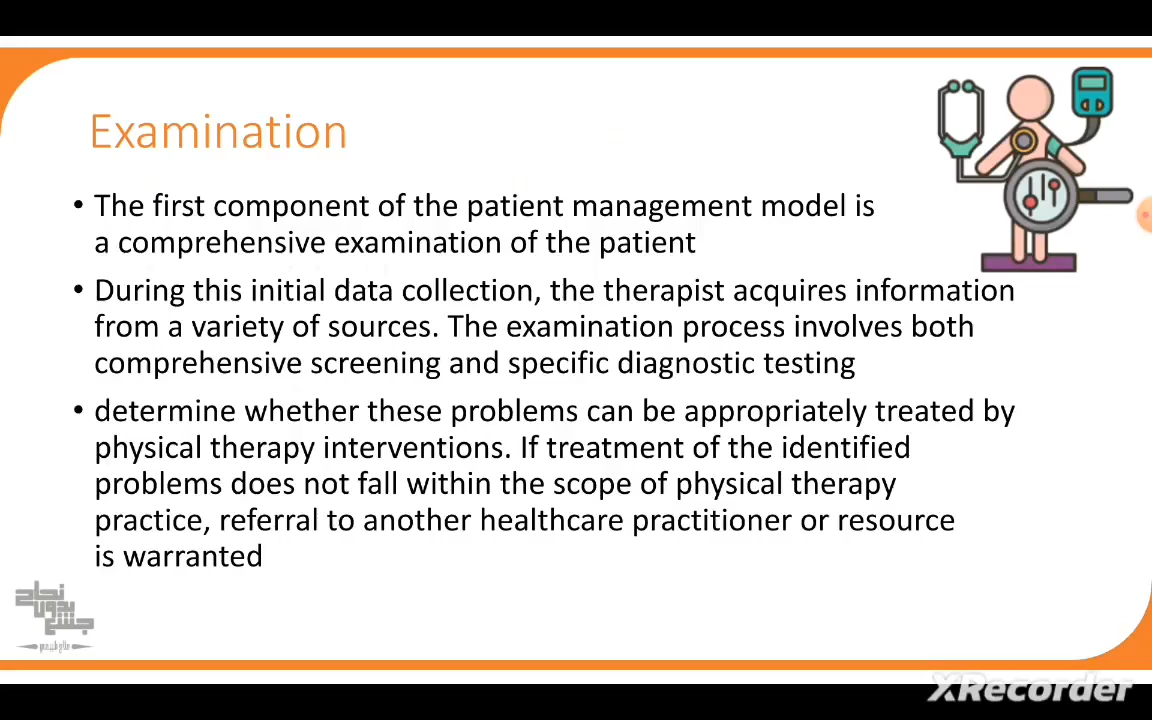 Examination
• The first component of the patient management model is
a comprehensive examination of the patient
• During this initial data collection, the therapist acquires information
from a variety of sources. The examination process involves both
comprehensive screening and specific diagnostic testing
• determine whether these problems can be appropriately treated by
physical therapy interventions. If treatment of the identified
problems does not fall within the scope of physical therapy
practice, referral to another healthcare practitioner or resource
is warranted
نجاح
بدون
جشع
XRecorder